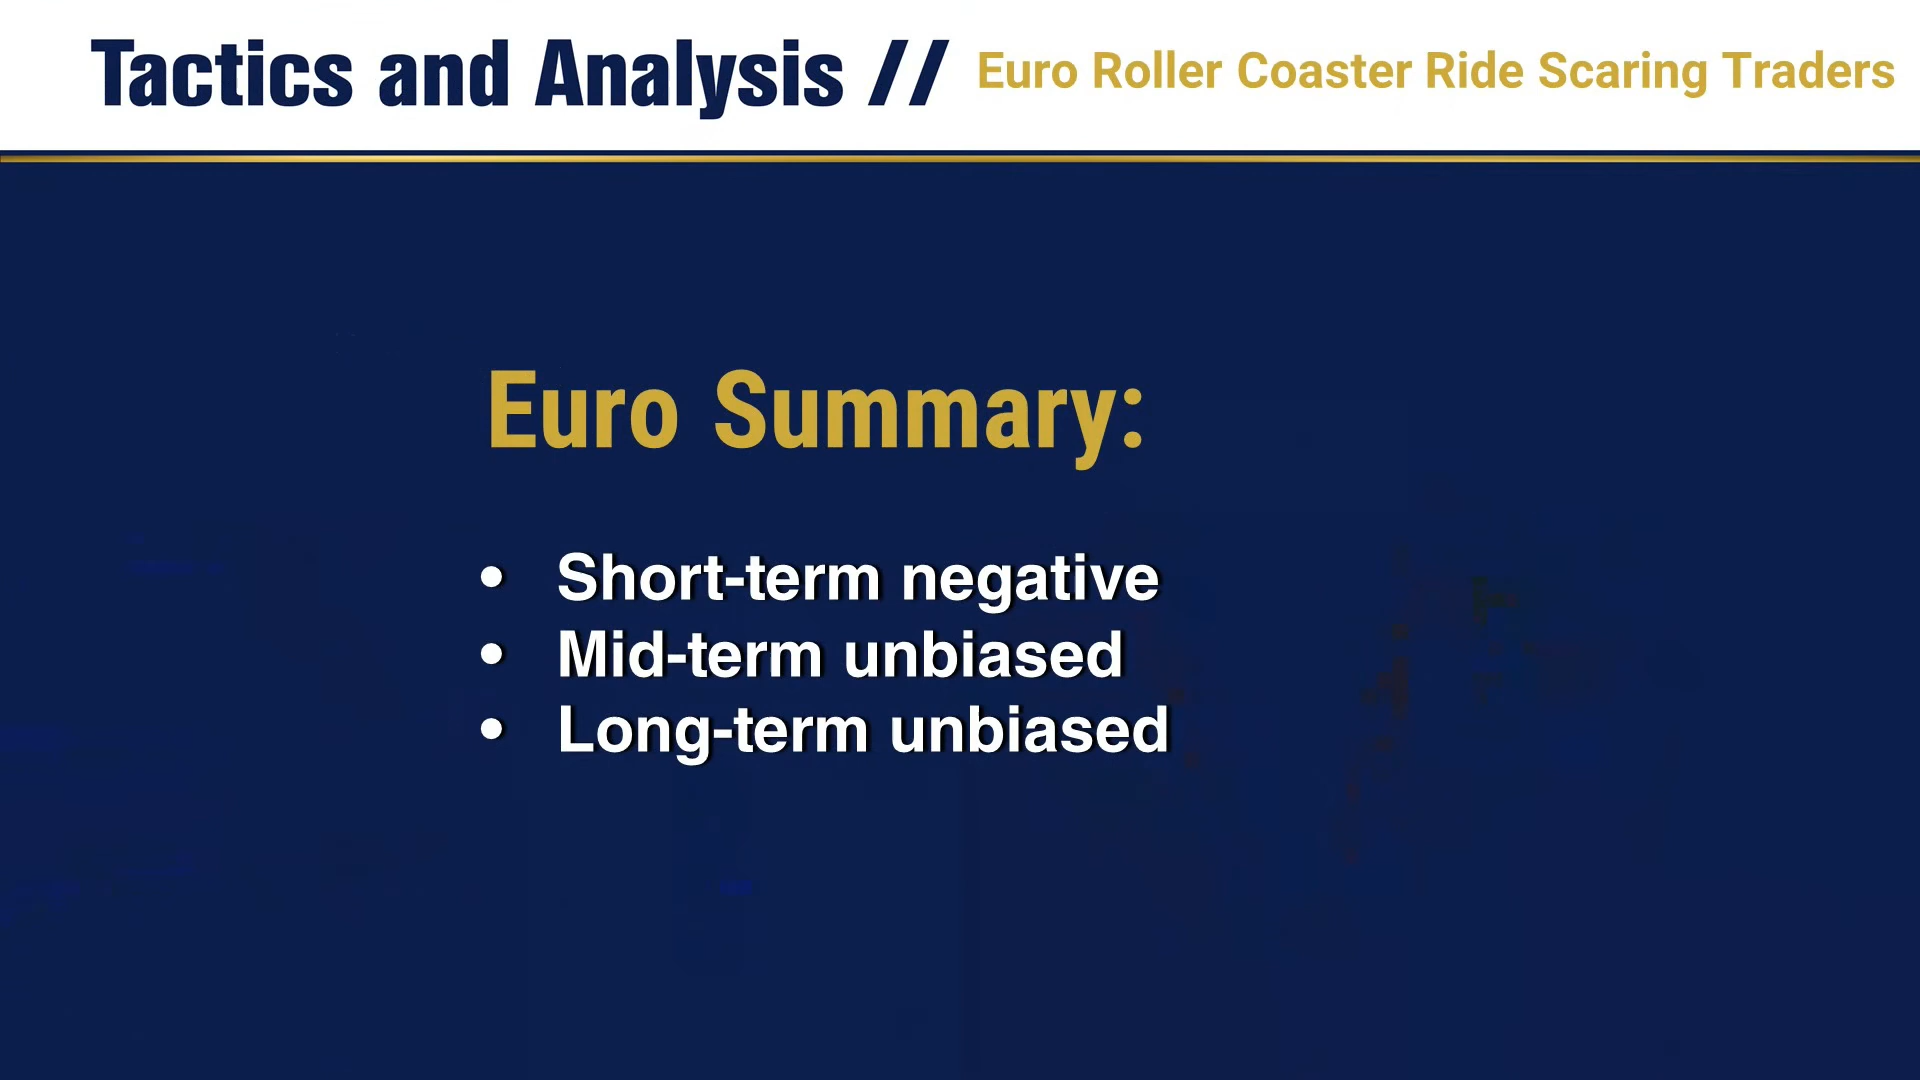 Tactics and Analysis // Euro Roller Coaster Ride Scaring Traders
Euro Summary:
• Short-term negative
• Mid-term unbiased
• Long-term unbiased